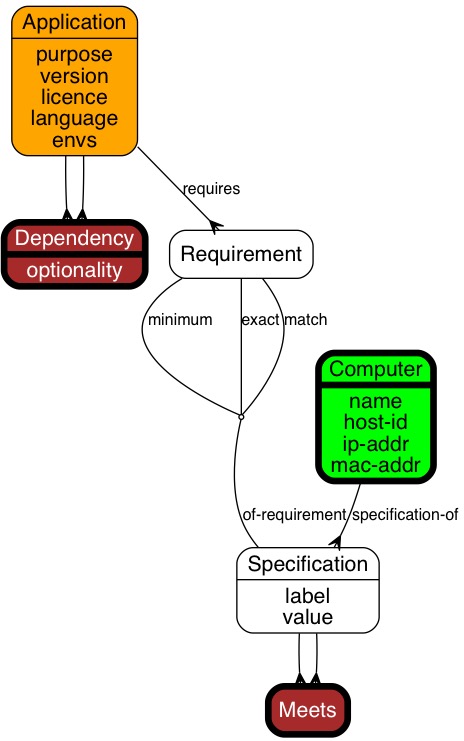 Application
purpose
version
licence
language
envs
requires
Dependency
optionality
Requirement
minimum
exact match
Computer
name
host-id
ip-addr
mac-addr
of-requirement
specification-of
Specification
label
value
Meets